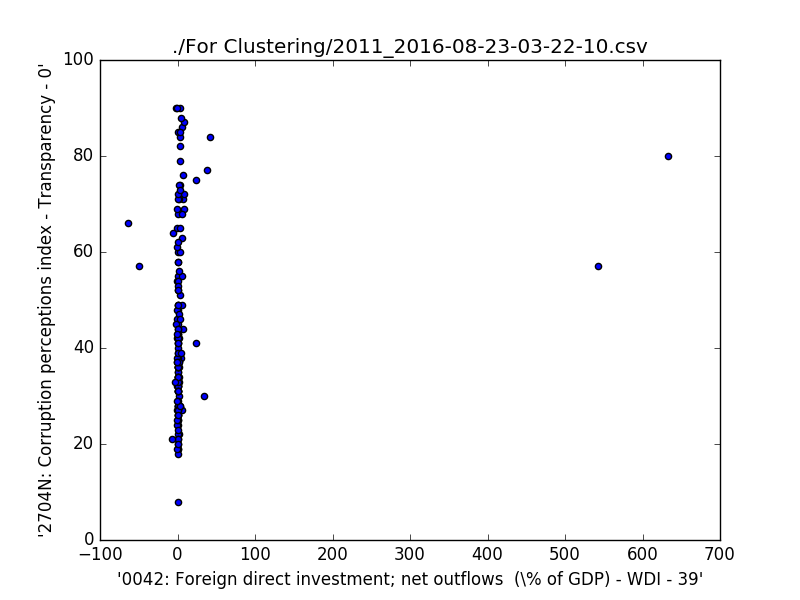 ./For Clustering/2011_2016-08-23-03-22-10.csv
'2704N: Corruption perceptions index - Transparency - 0'
100
80
60
40
20
0
−100 0 100 200 300 400 500 600 700
'0042: Foreign direct investment; net outflows  (\% of GDP) - WDI - 39'